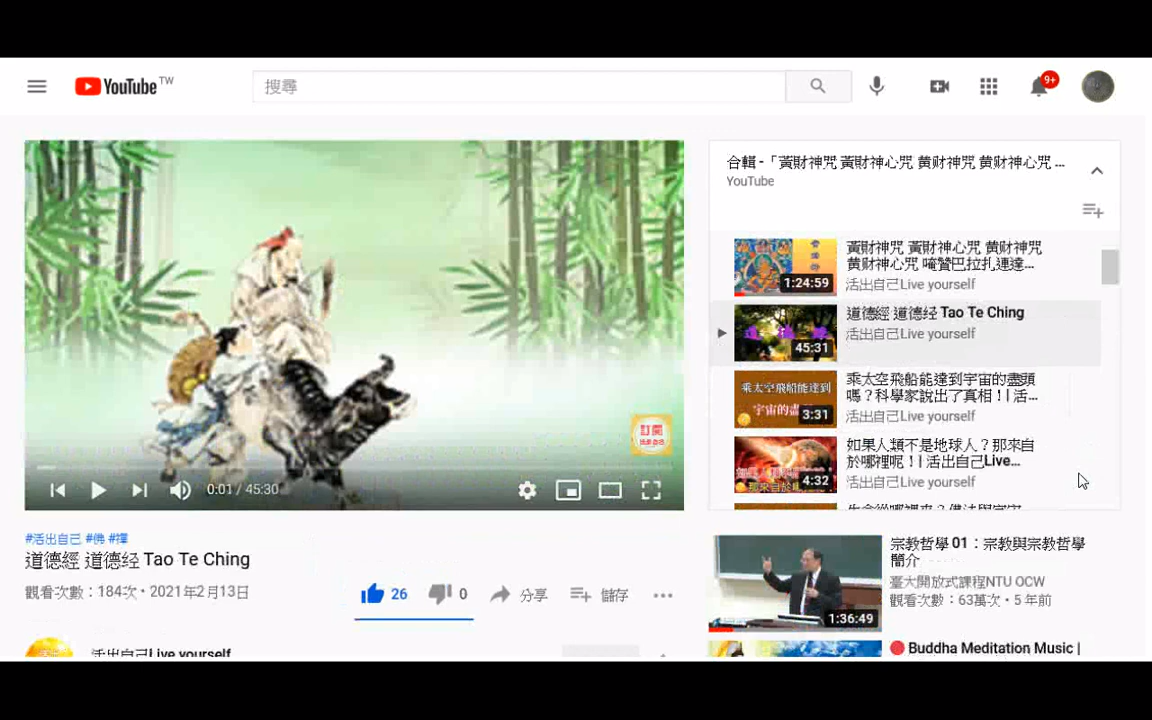 YouTube TW
搜尋
9+
合輯 -「黃財神咒 黃財神心咒 黄财神咒 黄财神心咒 ...
YouTube
黃財神咒 黃財神心咒 黄财神咒
黄财神心咒 唵贊巴拉扎連達...
活出自己Live yourself
1:24:59
道德經 道德经 Tao Te Ching
活出自己Live yourself
45:31
乘太空飛船能達到宇宙的盡頭
嗎？科學家說出了真相！| 活...
活出自己Live yourself
乘太空飛船能達到
3:31
如果人類不是地球人？那來自
於哪裡呢！| 活出自己Live...
活出自己Live yourself
4:32
訂閱
0:01 / 45:30
#活出自己 #佛 #禪
道德經 道德经 Tao Te Ching
觀看次數：184次 • 2021年2月13日
26
0
分享
儲存
活出自己Live yourself
宗教哲學 01：宗教與宗教哲學
簡介
臺大開放式課程NTU OCW
觀看次數：63萬次 • 5 年前
1:36:49
Buddha Meditation Music |